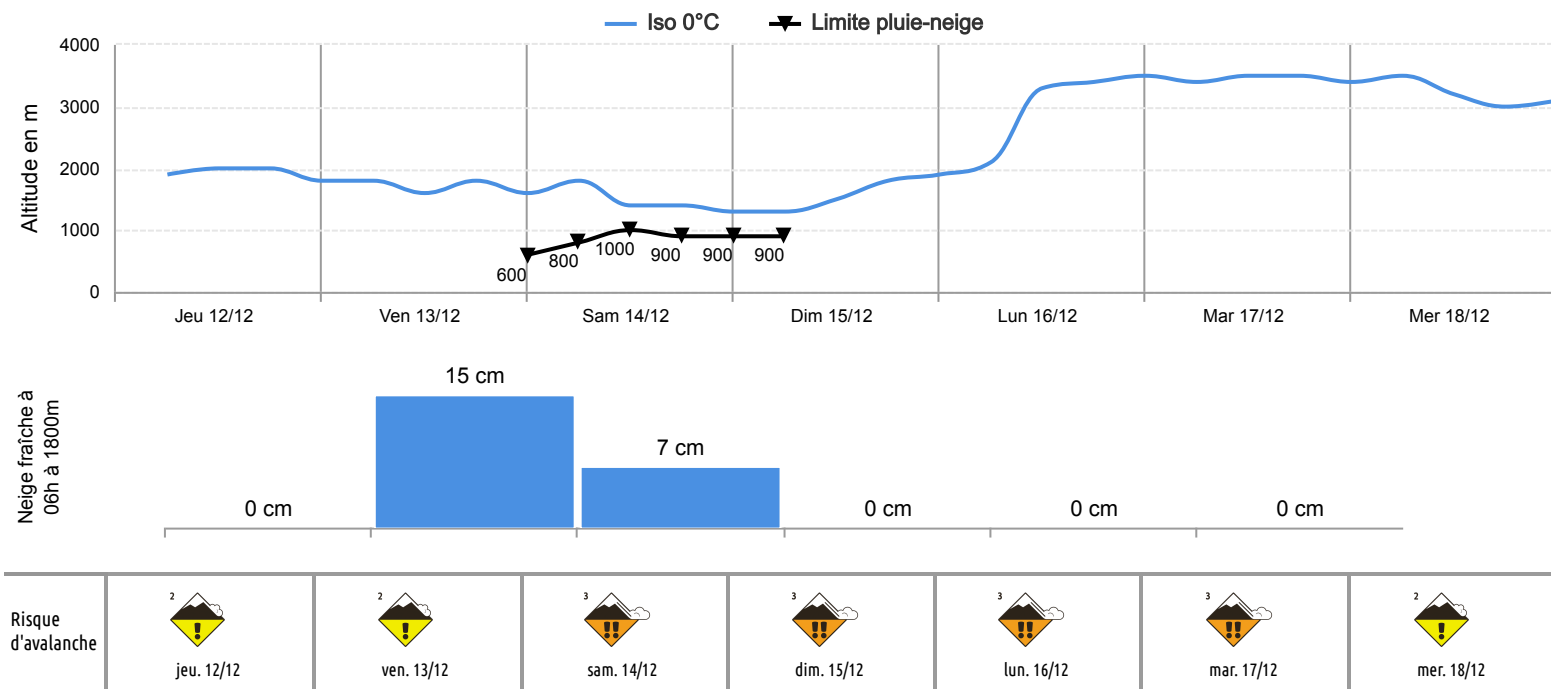 Iso 0°C Limite pluie-neige
Altitude en m
4000
3000
2000
1000
0
600 800 1000 900 900 900
Jeu 12/12 Ven 13/12 Sam 14/12 Dim 15/12 Lun 16/12 Mar 17/12 Mer 18/12
Neige fraîche à
06h à 1800m
0 cm 15 cm 7 cm 0 cm 0 cm 0 cm
Risque
d'avalanche
2 2 3 3 3 3 2
! ! !! !! !! !! !
jeu. 12/12 ven. 13/12 sam. 14/12 dim. 15/12 lun. 16/12 mar. 17/12 mer. 18/12